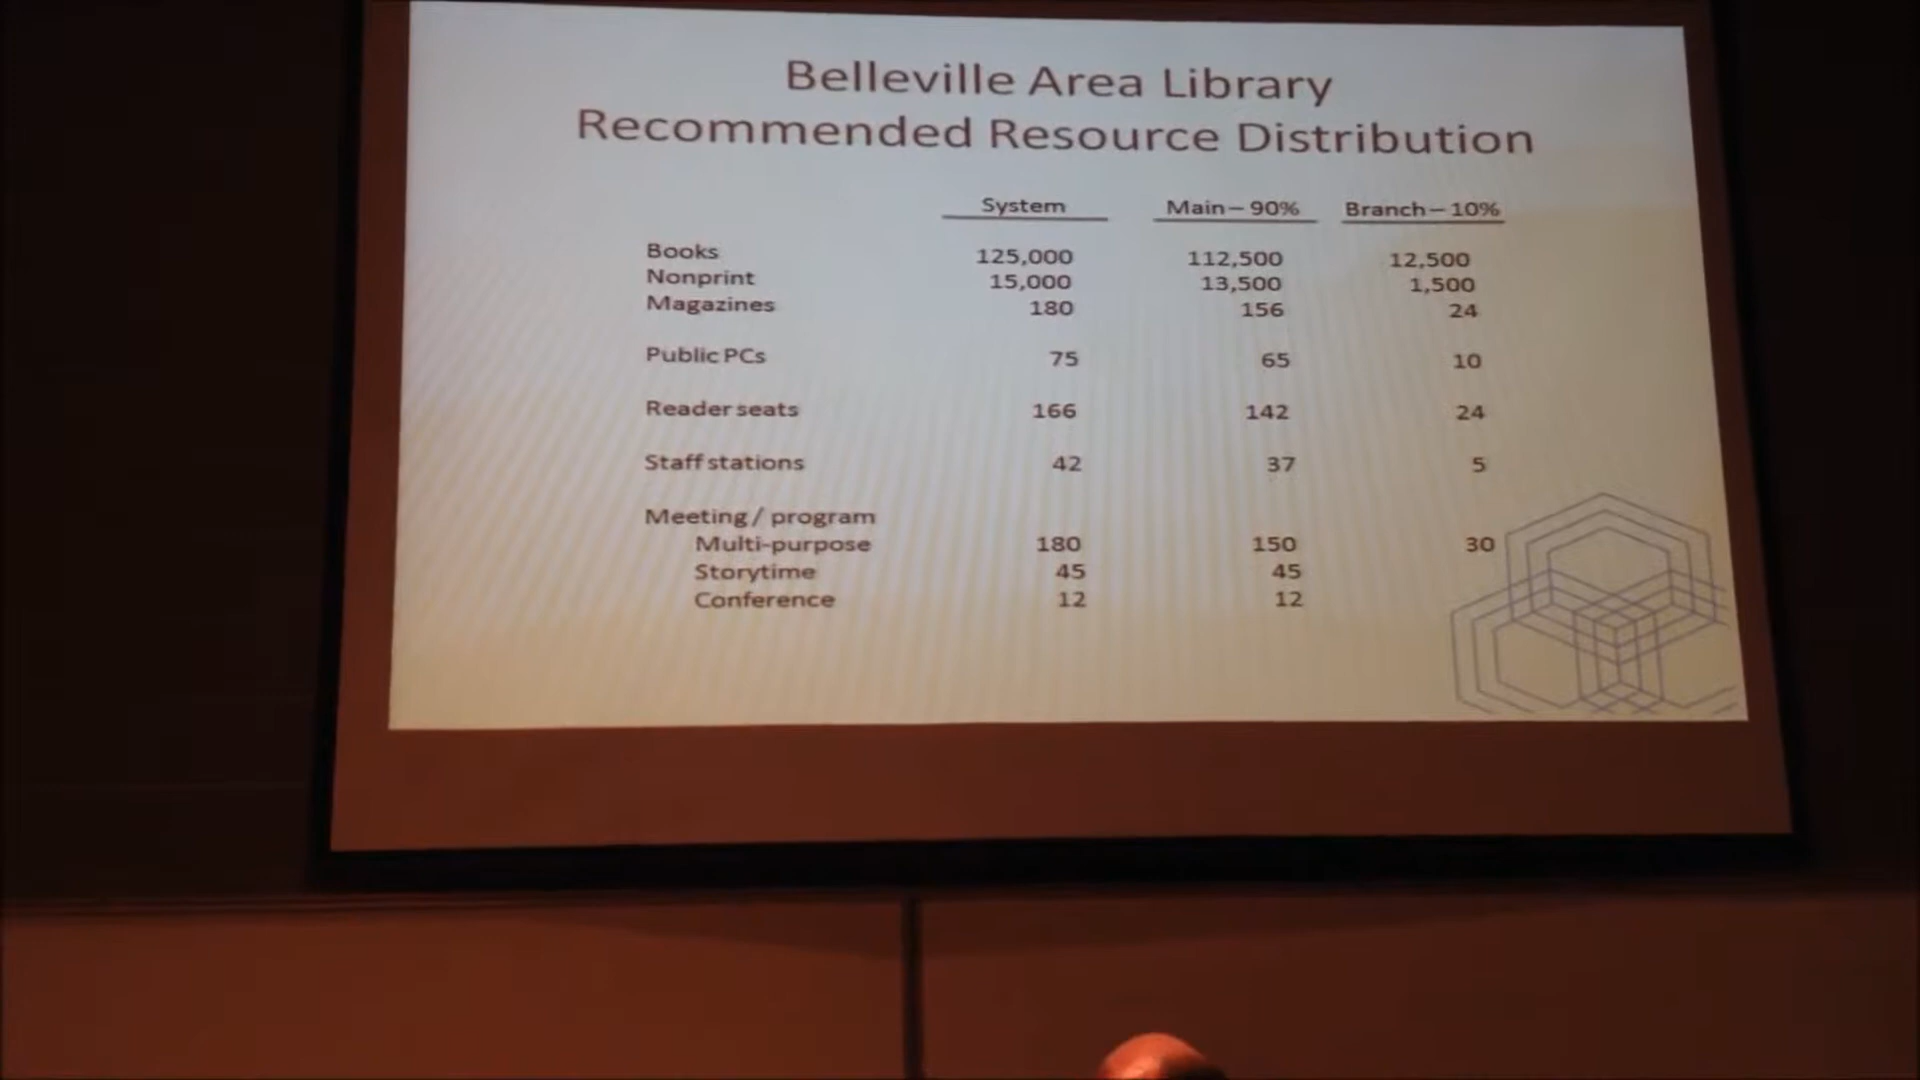 Belleville Area Library
Recommended Resource Distribution
System Main – 90% Branch – 10%
Books 125,000 112,500 12,500
Nonprint 15,000 13,500 1,500
Magazines 180 156 24
Public PCs 75 65 10
Reader seats 166 142 24
Staff stations 42 37 5
Meeting / program
Multi-purpose 180 150 30
Storytime 45 45
Conference 12 12